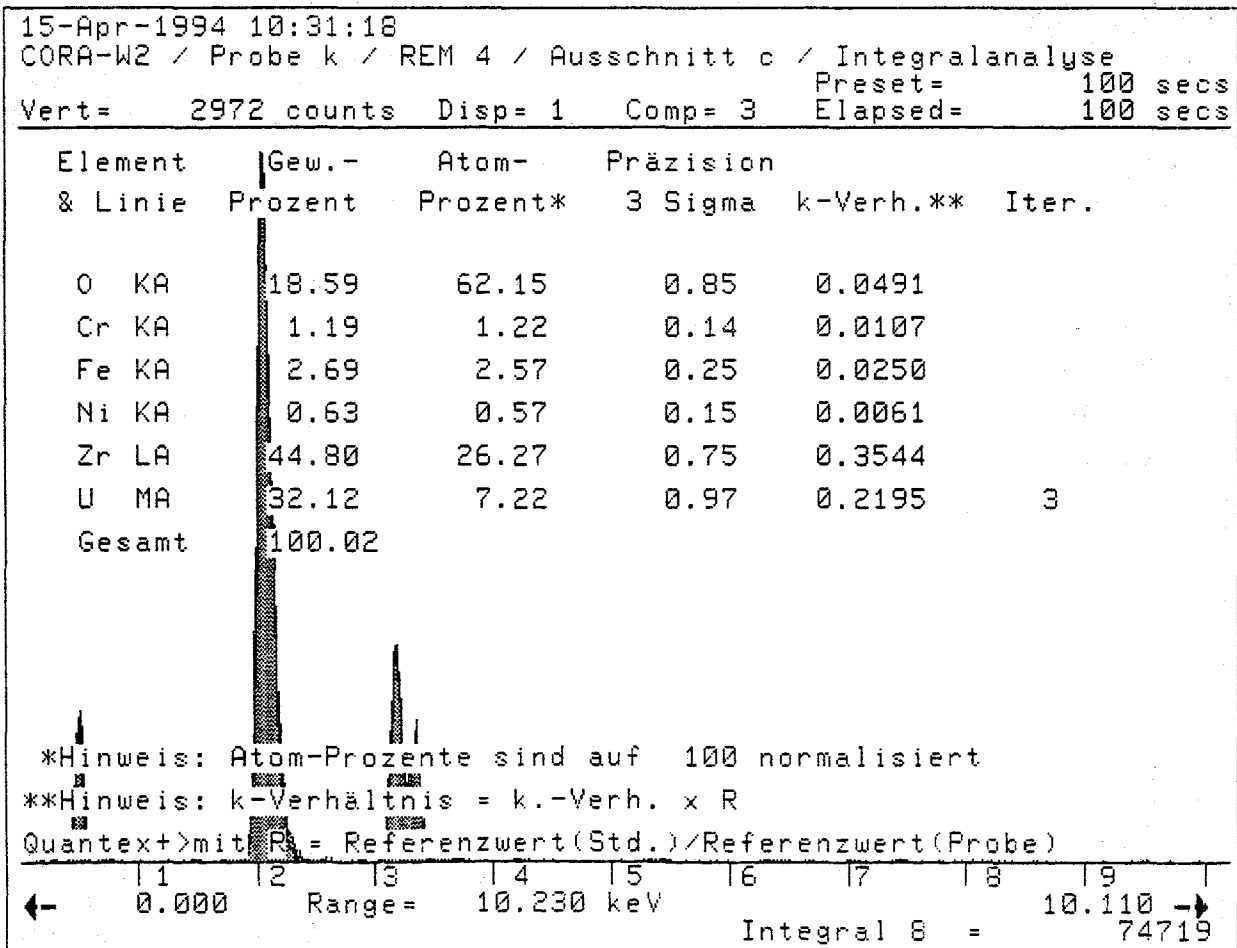 15-Apr-1994 10:31:18
CORA-W2 / Probe k / REM 4 / Ausschnitt c / Integralanalyse
Preset= 100 secs
Vert= 2972 counts Disp= 1 Comp= 3 Elapsed= 100 secs
Element Gew.- Atom- Präzision
& Linie Prozent Prozent* 3 Sigma k-Verh.** Iter.
O KA 18.59 62.15 0.85 0.0491
Cr KA 1.19 1.22 0.14 0.0107
Fe KA 2.69 2.57 0.25 0.0250
Ni KA 0.63 0.57 0.15 0.0061
Zr LA 44.80 26.27 0.75 0.3544
U MA 32.12 7.22 0.97 0.2195 3
Gesamt 100.02
*Hinweis: Atom-Prozente sind auf 100 normalisiert
**Hinweis: k-Verhältnis = k.-Verh. x R
Quantex+>mit R = Referenzwert(Std.)/Referenzwert(Probe)
1 2 3 4 5 6 7 8 9
0.000 Range= 10.230 keV 10.110
Integral 8 = 74719